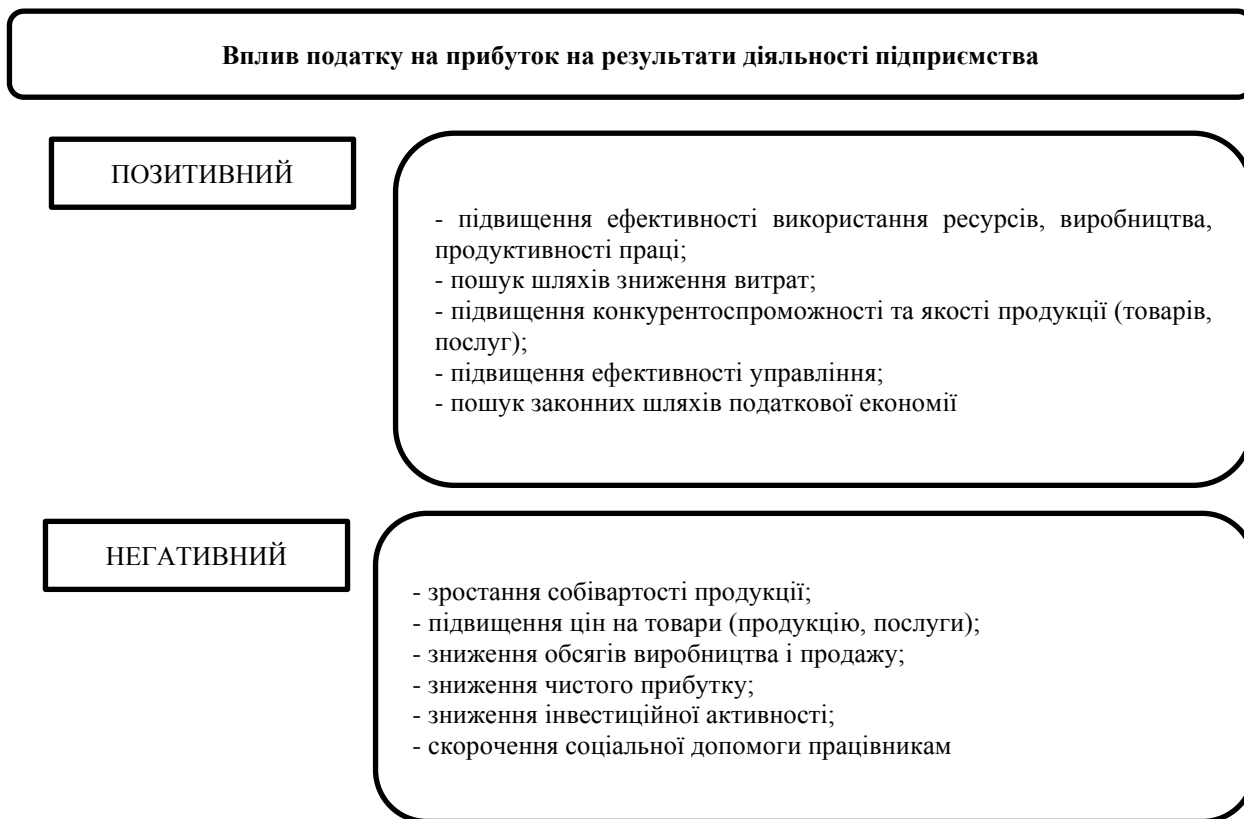 Вплив податку на прибуток на результати діяльності підприємства
ПОЗИТИВНИЙ
- підвищення ефективності використання ресурсів, виробництва,
продуктивності праці;
- пошук шляхів зниження витрат;
- підвищення конкурентоспроможності та якості продукції (товарів,
послуг);
- підвищення ефективності управління;
- пошук законних шляхів податкової економії
НЕГАТИВНИЙ
- зростання собівартості продукції;
- підвищення цін на товари (продукцію, послуги);
- зниження обсягів виробництва і продажу;
- зниження чистого прибутку;
- зниження інвестиційної активності;
- скорочення соціальної допомоги працівникам